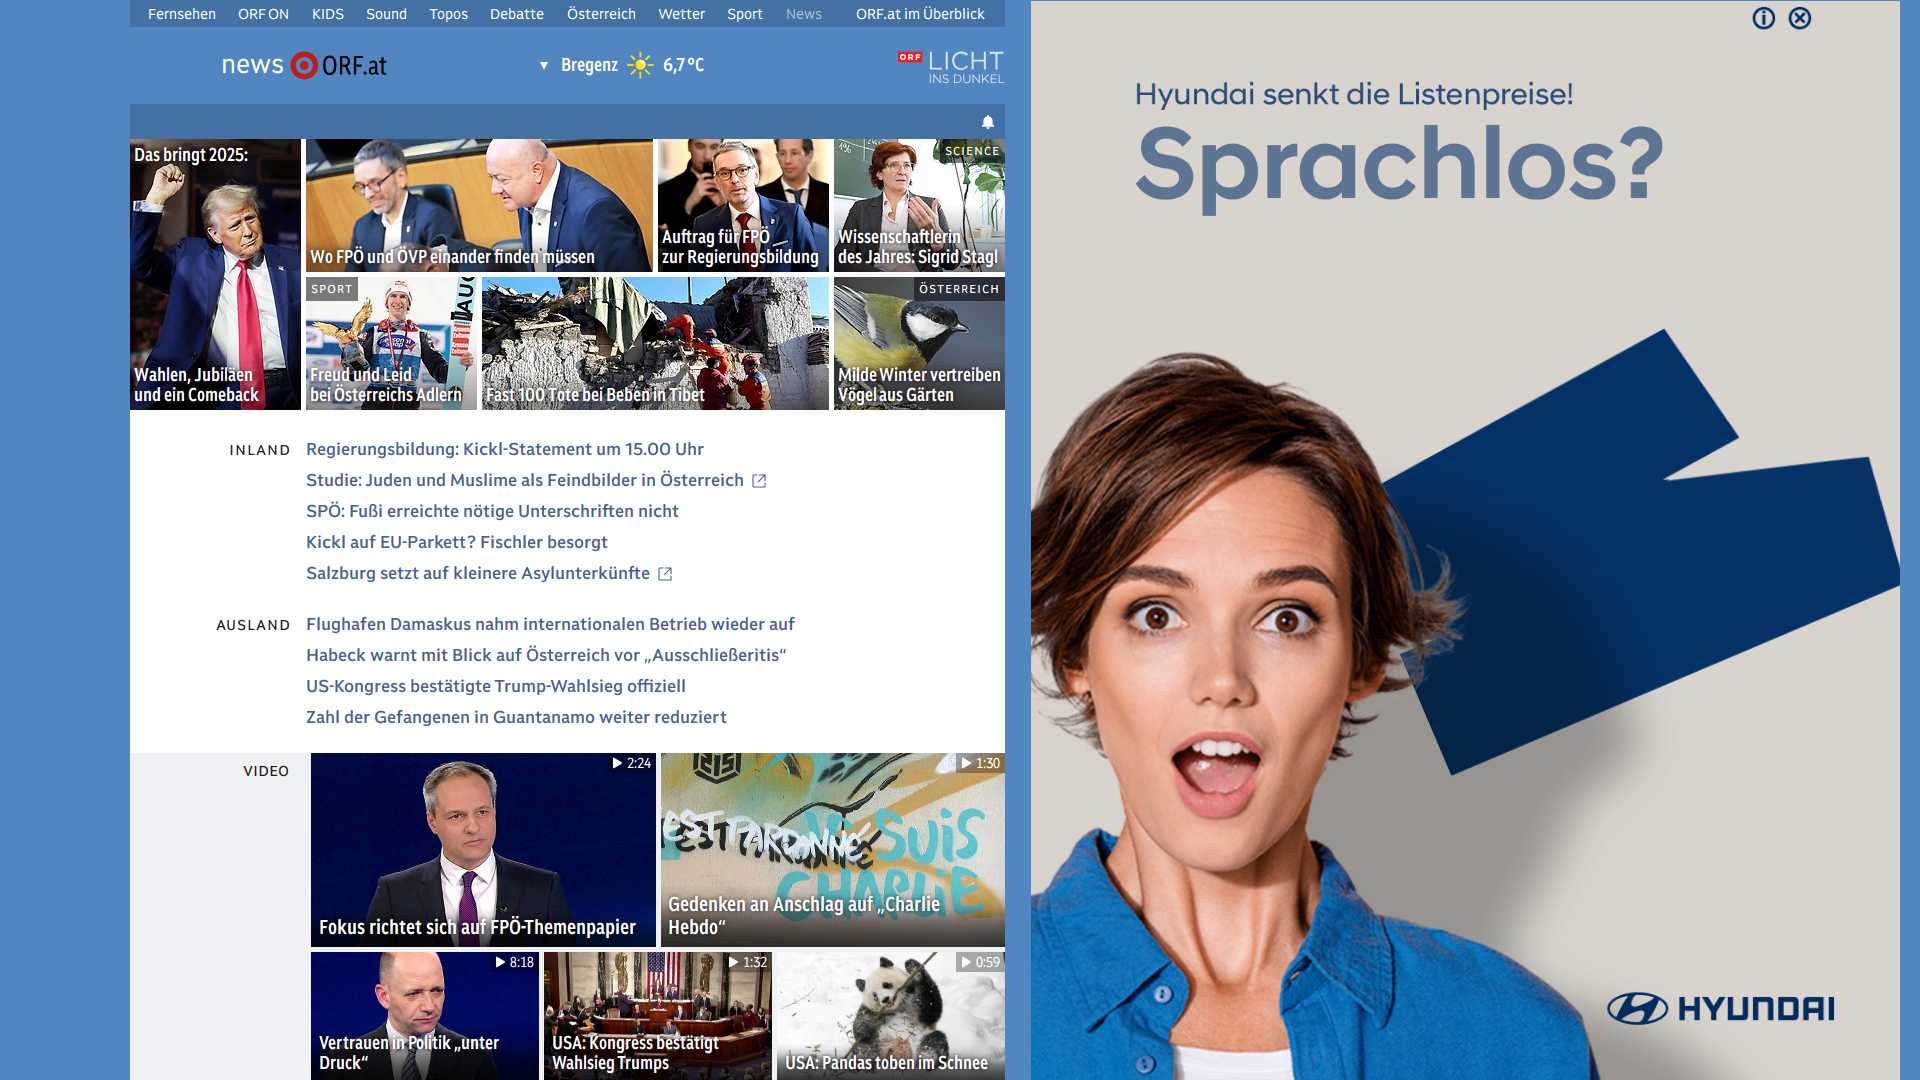 Fernsehen ORF ON KIDS Sound Topos Debatte Österreich Wetter Sport News ORF.at im Überblick
news ORF.at
Bregenz 6,7 °C
ORF LICHT
INS DUNKEL
Das bringt 2025:
Wahlen, Jubiläen
und ein Comeback
Wo FPÖ und ÖVP einander finden müssen
Auftrag für FPÖ
zur Regierungsbildung
SCIENCE
Wissenschaftlerin
des Jahres: Sigrid Stagl
SPORT
Freud und Leid
bei Österreichs Adlern
Fast 100 Tote bei Beben in Tibet
ÖSTERREICH
Milde Winter vertreiben
Vögel aus Gärten
INLAND
Regierungsbildung: Kickl-Statement um 15.00 Uhr
Studie: Juden und Muslime als Feindbilder in Österreich
SPÖ: Fußi erreichte nötige Unterschriften nicht
Kickl auf EU-Parkett? Fischler besorgt
Salzburg setzt auf kleinere Asylunterkünfte
AUSLAND
Flughafen Damaskus nahm internationalen Betrieb wieder auf
Habeck warnt mit Blick auf Österreich vor „Ausschließeritis“
US-Kongress bestätigte Trump-Wahlsieg offiziell
Zahl der Gefangenen in Guantanamo weiter reduziert
VIDEO
2:24
Fokus richtet sich auf FPÖ-Themenpapier
1:30
EST PARDONNÉ
SUIS
CHARLIE
Gedenken an Anschlag auf „Charlie
Hebdo“
8:18
Vertrauen in Politik „unter
Druck“
1:32
USA: Kongress bestätigt
Wahlsieg Trumps
0:59
USA: Pandas toben im Schnee
Hyundai senkt die Listenpreise!
Sprachlos?
HYUNDAI